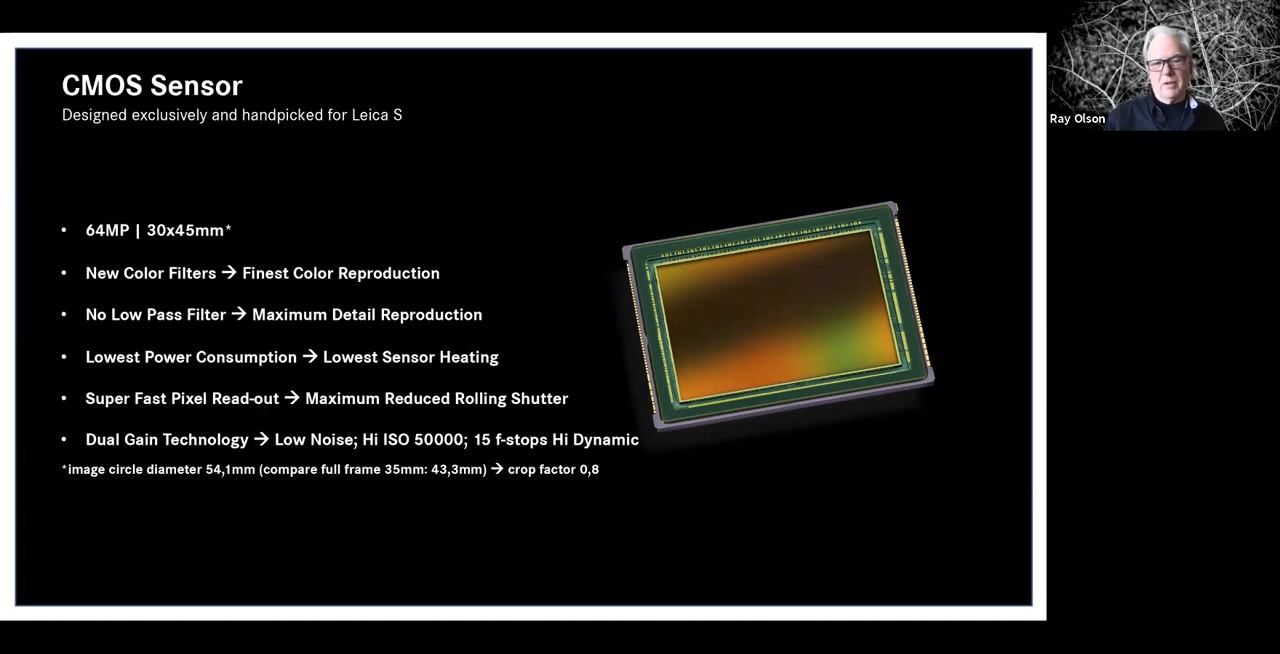 CMOS Sensor
Designed exclusively and handpicked for Leica S
• 64MP | 30x45mm*
• New Color Filters → Finest Color Reproduction
• No Low Pass Filter → Maximum Detail Reproduction
• Lowest Power Consumption → Lowest Sensor Heating
• Super Fast Pixel Read-out → Maximum Reduced Rolling Shutter
• Dual Gain Technology → Low Noise; Hi ISO 50000; 15 f-stops Hi Dynamic
*image circle diameter 54,1mm (compare full frame 35mm: 43,3mm) → crop factor 0,8
Ray Olson